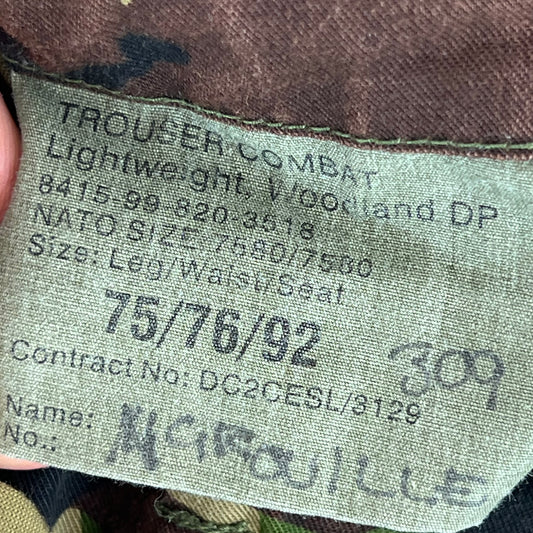 TROUSER COMBAT
Lightweight, Woodland DP
8415-99-820-3518
NATO SIZE 7580/7580
Size: Leg/Waist/Seat
75/76/92
309
Contract No: DC2CESL/3129
Name:
No.: